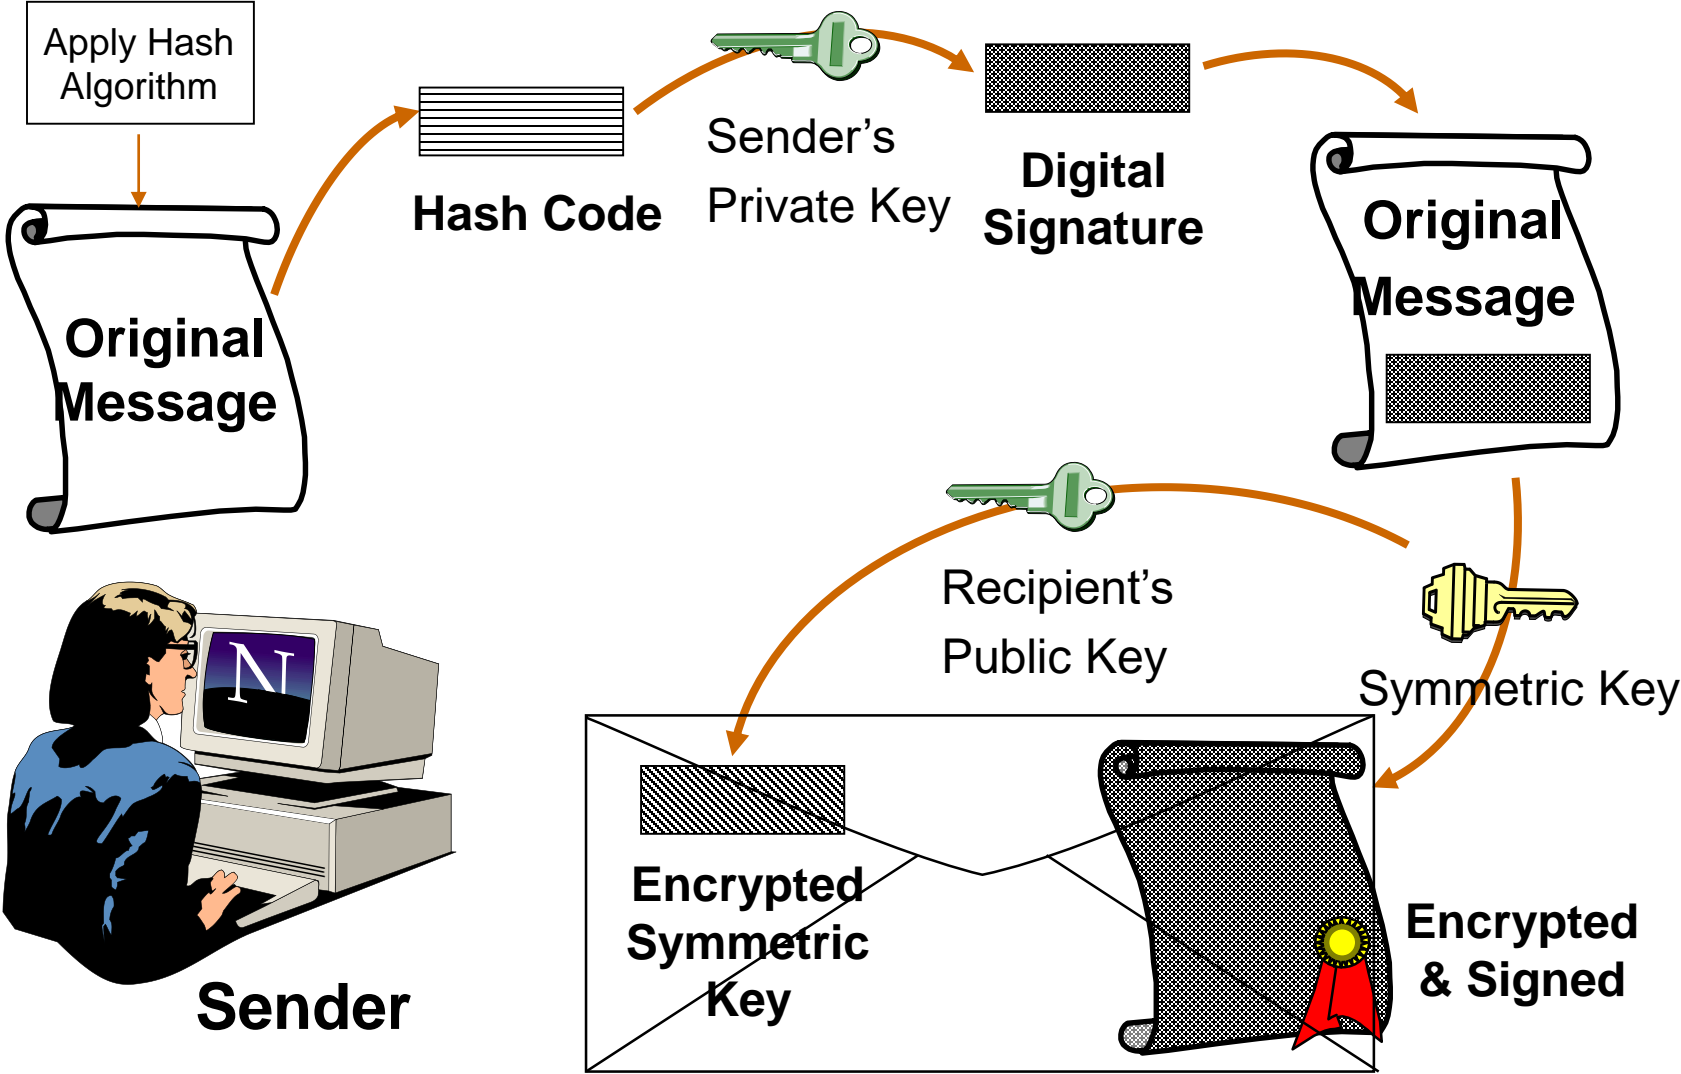 Apply Hash
Algorithm
Original
Message
Hash Code
Sender’s
Private Key
Digital
Signature
Original
Message
Recipient’s
Public Key
Symmetric Key
N
Sender
Encrypted
Symmetric
Key
Encrypted
& Signed